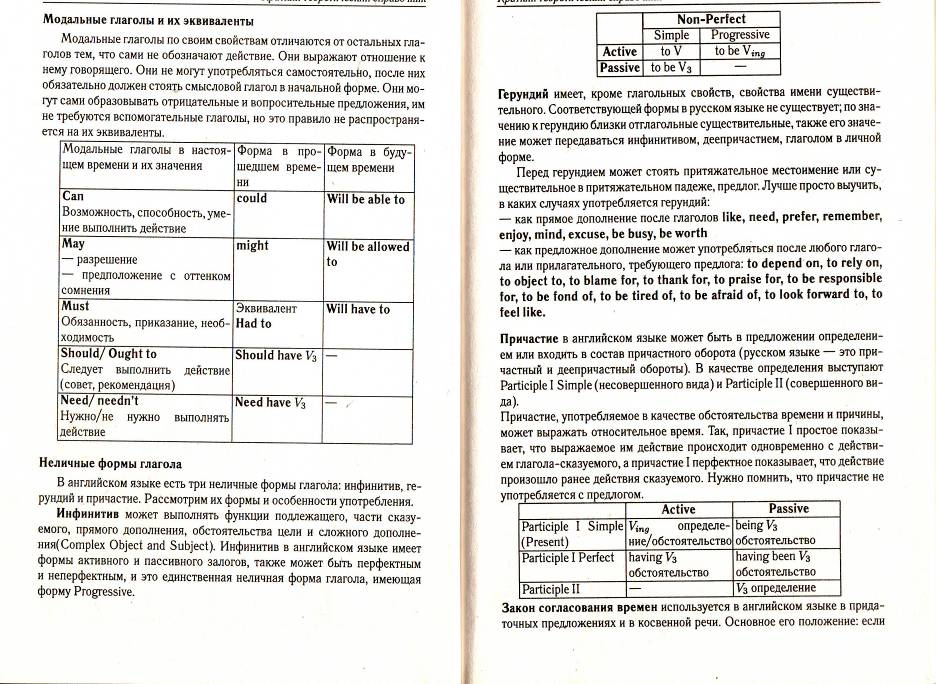 Модальные глаголы и их эквиваленты
Модальные глаголы по своим свойствам отличаются от остальных гла-
голов тем, что сами не обозначают действие. Они выражают отношение к
нему говорящего. Они не могут употребляться самостоятельно, после них
обязательно должен стоять смысловой глагол в начальной форме. Они мо-
гут сами образовывать отрицательные и вопросительные предложения, им
не требуются вспомогательные глаголы, но это правило не распространя-
ется на их эквиваленты.
Модальные глаголы в настоя- Форма в про- Форма в буду-
щем времени и их значения шедшем време- щем времени
ни
Can could Will be able to
Возможность, способность, уме-
ние выполнить действие
May might Will be allowed
— разрешение to
— предположение с оттенком
сомнения
Must Эквивалент Will have to
Обязанность, приказание, необ- Had to
ходимость
Should/ Ought to Should have V3 —
Следует выполнить действие
(совет, рекомендация)
Need/ needn't Need have V3 —
Нужно/не нужно выполнять
действие
Неличные формы глагола
В английском языке есть три неличные формы глагола: инфинитив, ге-
рундий и причастие. Рассмотрим их формы и особенности употребления.
Инфинитив может выполнять функции подлежащего, части сказу-
емого, прямого дополнения, обстоятельства цели и сложного дополне-
ния(Complex Object and Subject). Инфинитив в английском языке имеет
формы активного и пассивного залогов, также может быть перфектным
и неперфектным, и это единственная неличная форма глагола, имеющая
форму Progressive.
Non-Perfect
Simple Progressive
Active to V to be Ving
Passive to be V3 —
Герундий имеет, кроме глагольных свойств, свойства имени существи-
тельного. Соответствующей формы в русском языке не существует; по зна-
чению к герундию близки отглагольные существительные, также его значе-
ние может передаваться инфинитивом, деепричастием, глаголом в личной
форме.
Перед герундием может стоять притяжательное местоимение или су-
ществительное в притяжательном падеже, предлог. Лучше просто выучить,
в каких случаях употребляется герундий:
— как прямое дополнение после глаголов like, need, prefer, remember,
enjoy, mind, excuse, be busy, be worth
— как предложное дополнение может употребляться после любого глаго-
ла или прилагательного, требующего предлога: to depend on, to rely on,
to object to, to blame for, to thank for, to praise for, to be responsible
for, to be fond of, to be tired of, to be afraid of, to look forward to, to
feel like.
Причастие в английском языке может быть в предложении определени-
ем или входить в состав причастного оборота (русском языке — это при-
частный и деепричастный обороты). В качестве определения выступают
Participle I Simple (несовершенного вида) и Participle II (совершенного ви-
да).
Причастие, употребляемое в качестве обстоятельства времени и причины,
может выражать относительное время. Так, причастие I простое показы-
вает, что выражаемое им действие происходит одновременно с действи-
ем глагола-сказуемого, а причастие I перфектное показывает, что действие
произошло ранее действия сказуемого. Нужно помнить, что причастие не
употребляется с предлогом.
Active Passive
Participle I Simple Ving определе- being V3
(Present) ние/обстоятельство обстоятельство
Participle I Perfect having V3 having been V3
обстоятельство обстоятельство
Participle II — V3 определение
Закон согласования времен используется в английском языке в прида-
точных предложениях и в косвенной речи. Основное его положение: если